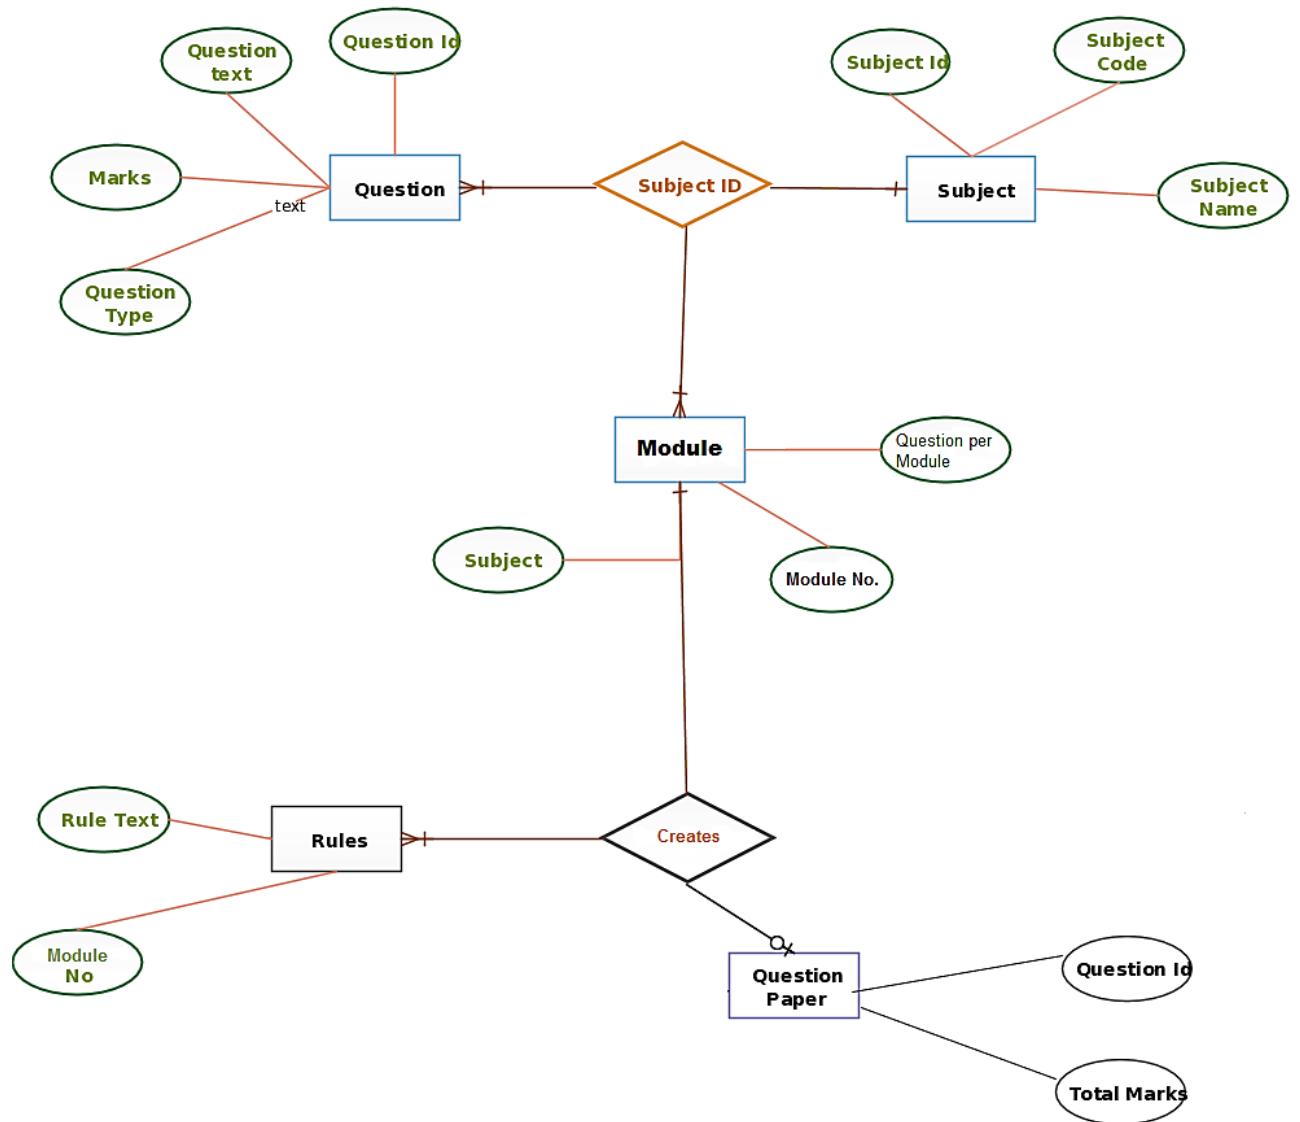 Question Id
Question
text
Subject Id
Subject
Code
Marks
Question
Subject ID
Subject
Subject
Name
text
Question
Type
Module
Question per
Module
Subject
Module No.
Rule Text
Rules
Creates
Module
No
Question
Paper
Question Id
Total Marks